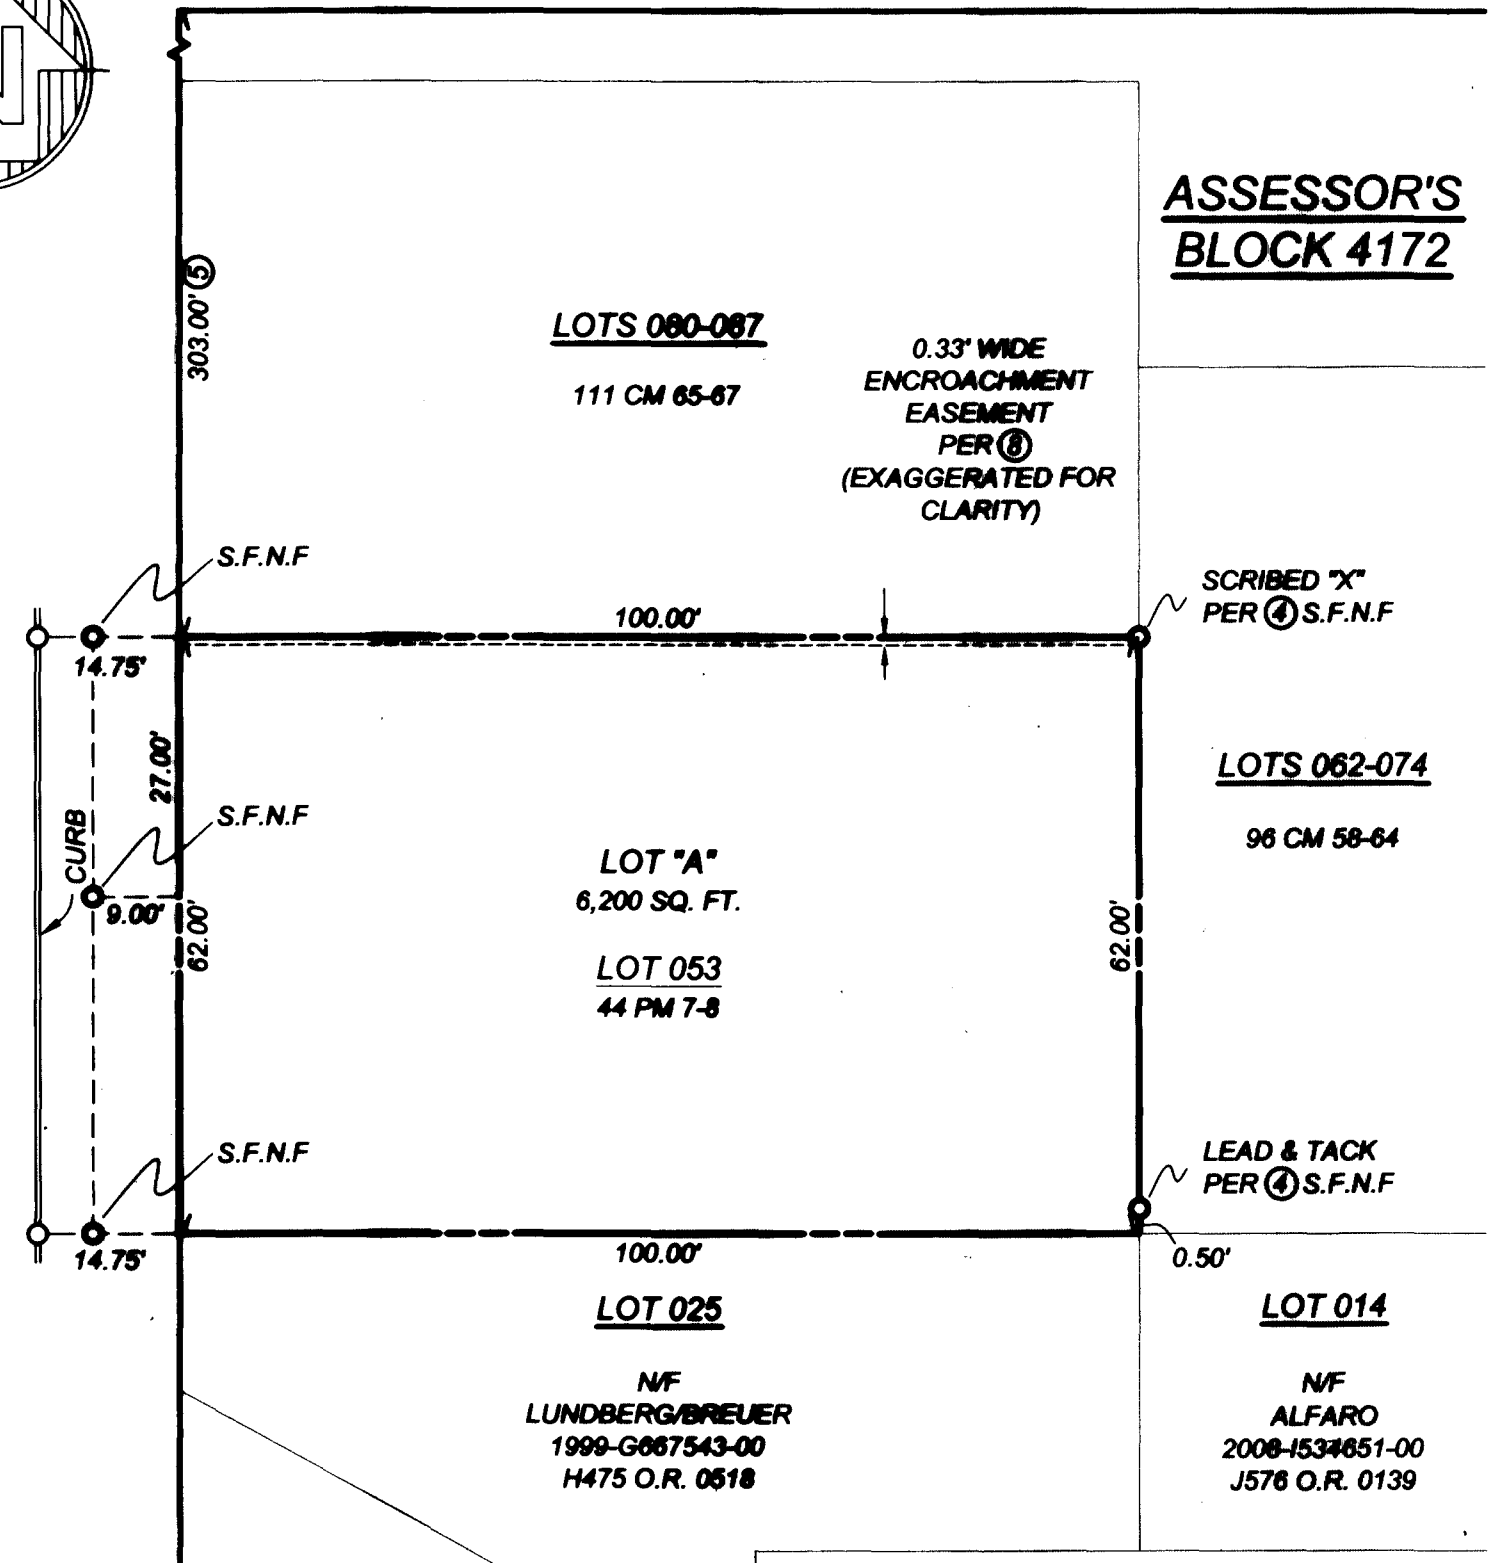 ASSESSOR'S
BLOCK 4172
303.00' 5
LOTS 080-087
111 CM 65-67
0.33' WIDE
ENCROACHMENT
EASEMENT
PER 8
(EXAGGERATED FOR
CLARITY)
S.F.N.F
SCRIBED "X"
PER 4 S.F.N.F
100.00'
14.75'
27.00'
LOTS 062-074
96 CM 58-64
S.F.N.F
CURB
LOT "A"
6,200 SQ. FT.
9.00'
62.00'
62.00'
LOT 053
44 PM 7-8
S.F.N.F
LEAD & TACK
PER 4 S.F.N.F
14.75'
100.00'
0.50'
LOT 025
N/F
LUNDBERG/BREUER
1999-G667543-00
H475 O.R. 0518
LOT 014
N/F
ALFARO
2008-I534651-00
J576 O.R. 0139